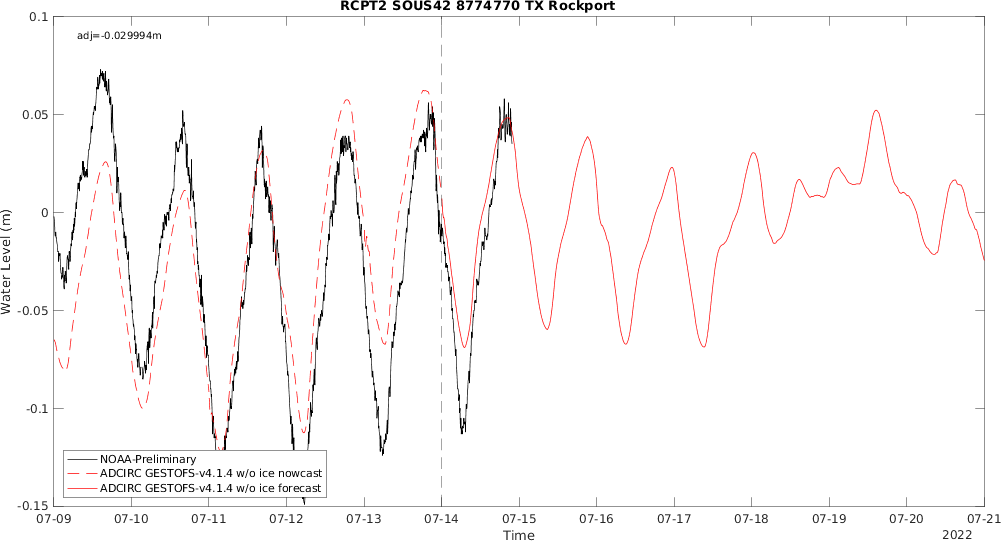 RCPT2 SOUS42 8774770 TX Rockport
adj=-0.029994m
0.1
0.05
0
-0.05
-0.1
-0.15
Water Level (m)
NOAA-Preliminary
ADCIRC GESTOFS-v4.1.4 w/o ice nowcast
ADCIRC GESTOFS-v4.1.4 w/o ice forecast
07-09 07-10 07-11 07-12 07-13 07-14 07-15 07-16 07-17 07-18 07-19 07-20 07-21
Time
2022